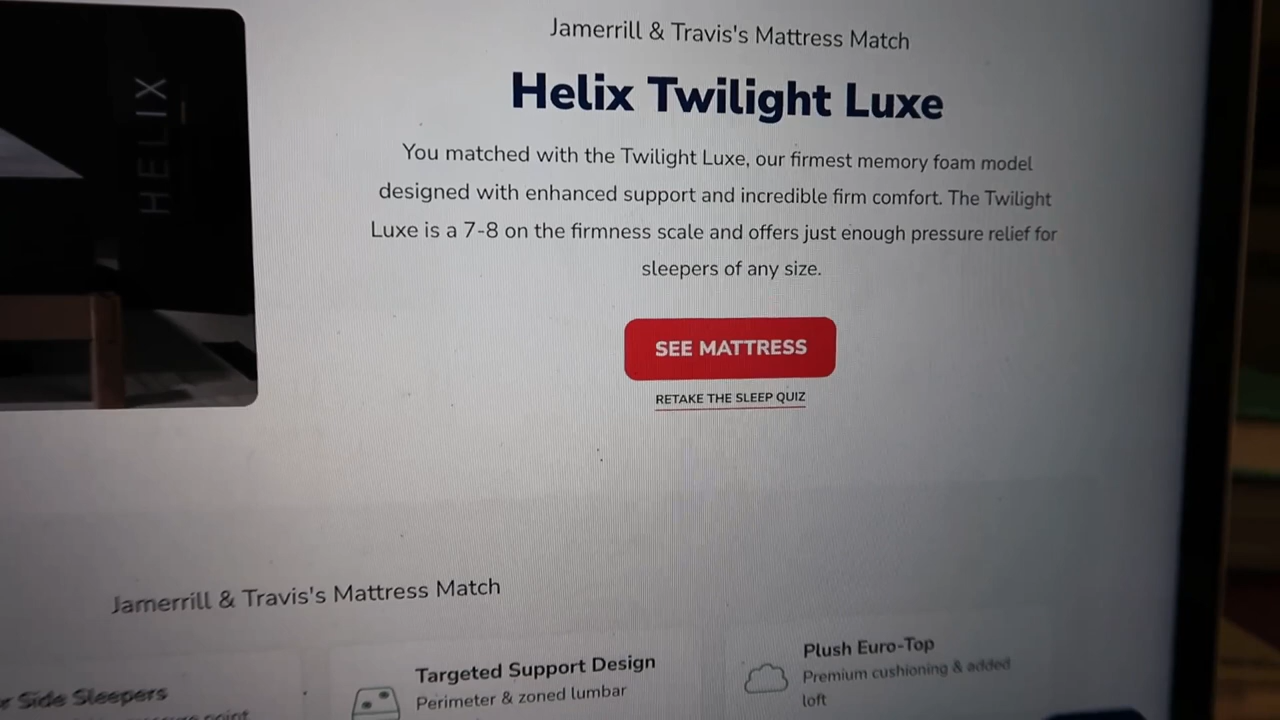 HELIX
Jamerrill & Travis's Mattress Match
Helix Twilight Luxe
You matched with the Twilight Luxe, our firmest memory foam model
designed with enhanced support and incredible firm comfort. The Twilight
Luxe is a 7-8 on the firmness scale and offers just enough pressure relief for
sleepers of any size.
SEE MATTRESS
RETAKE THE SLEEP QUIZ
Jamerrill & Travis's Mattress Match
Side Sleepers
point
Targeted Support Design
Perimeter & zoned lumbar
Plush Euro-Top
Premium cushioning & added
loft